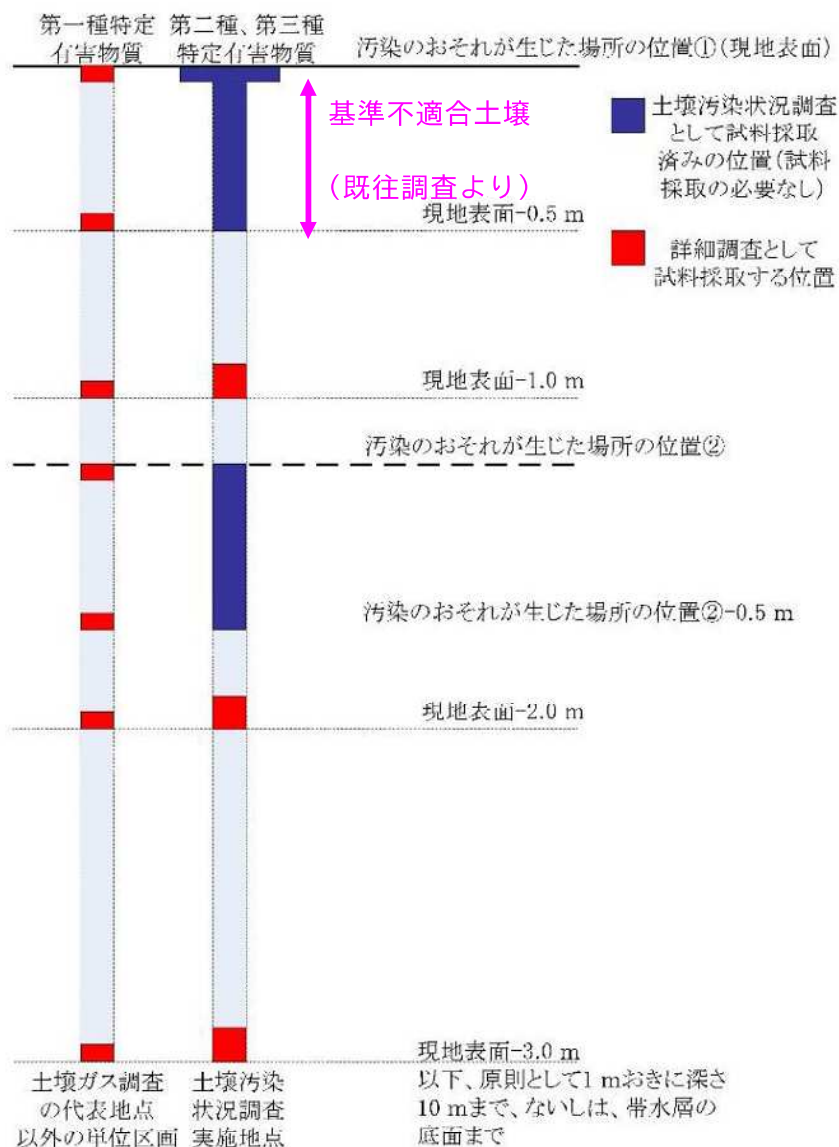 第一種特定
有害物質
第二種、第三種
特定有害物質
汚染のおそれが生じた場所の位置①(現地表面)
基準不適合土壌
(既往調査より)
土壌汚染状況調査
として試料採取
済みの位置(試料
採取の必要なし)
現地表面-0.5 m
詳細調査として
試料採取する位置
現地表面-1.0 m
汚染のおそれが生じた場所の位置②
汚染のおそれが生じた場所の位置②-0.5 m
現地表面-2.0 m
現地表面-3.0 m
以下、原則として1 mおきに深さ
10 mまで、ないしは、帯水層の
底面まで
土壌ガス調査
の代表地点
以外の単位区画
土壌汚染
状況調査
実施地点